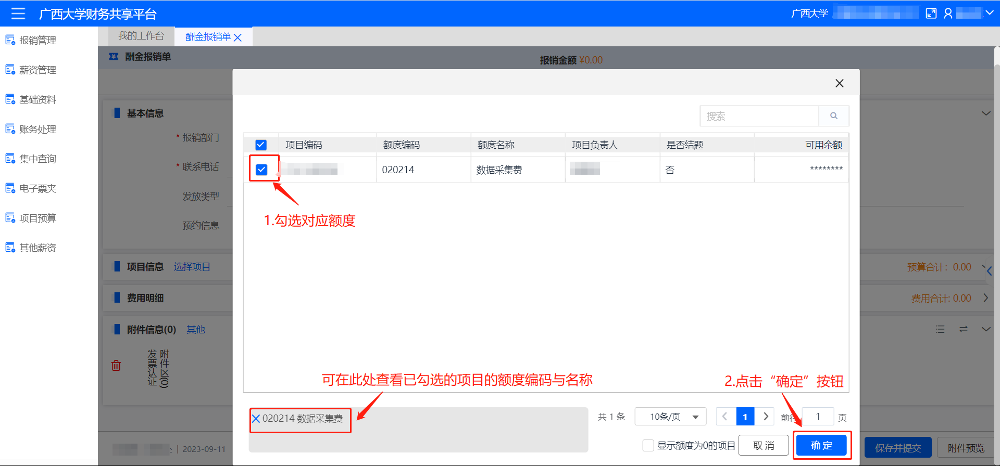 广西大学财务共享平台
广西大学
报销管理
薪资管理
基础资料
账务处理
集中查询
电子票夹
项目预算
其他薪资
我的工作台
酬金报销单
酬金报销单
报销金额 ¥0.00
基本信息
* 报销部门
* 联系电话
发放类型
预约信息
项目信息 选择项目
预算合计：0.00
费用明细
费用合计: 0.00
附件信息(0) 其他
附件区(0)
发票认证
| 2023-09-11
保存并提交
附件预览
搜索
项目编码 额度编码 额度名称 项目负责人 是否结题 可用余额
020214 数据采集费 否 ********
1.勾选对应额度
可在此处查看已勾选的项目的额度编码与名称
2.点击“确定”按钮
020214 数据采集费
共 1 条
10条/页
1
前往 1 页
显示额度为0的项目
取 消
确 定